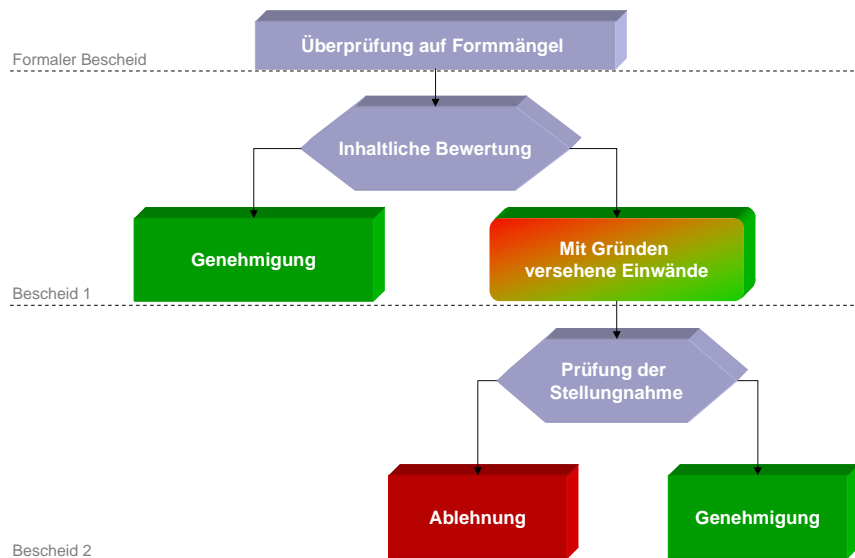 Überprüfung auf Formmängel
Formaler Bescheid
Inhaltliche Bewertung
Genehmigung
Mit Gründen
versehene Einwände
Bescheid 1
Prüfung der
Stellungnahme
Ablehnung
Genehmigung
Bescheid 2